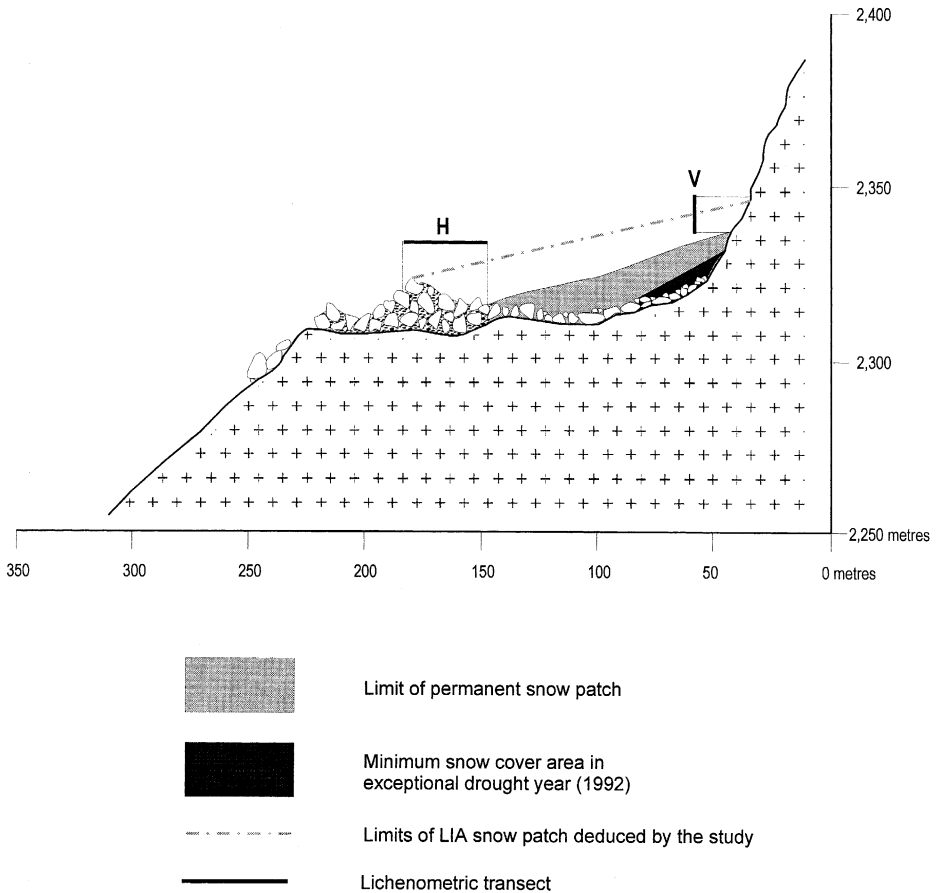 2,400
2,350
V
H
2,300
2,250 metres
350
300
250
200
150
100
50
0 metres
Limit of permanent snow patch
Minimum snow cover area in
exceptional drought year (1992)
Limits of LIA snow patch deduced by the study
Lichenometric transect